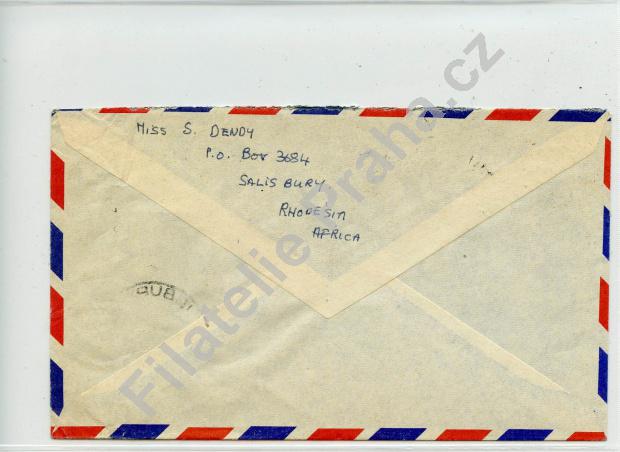 Miss S. DENDY
P.O. Box 3684
SALISBURY
RHODESIA
AFRICA
Filatelie-Praha.cz